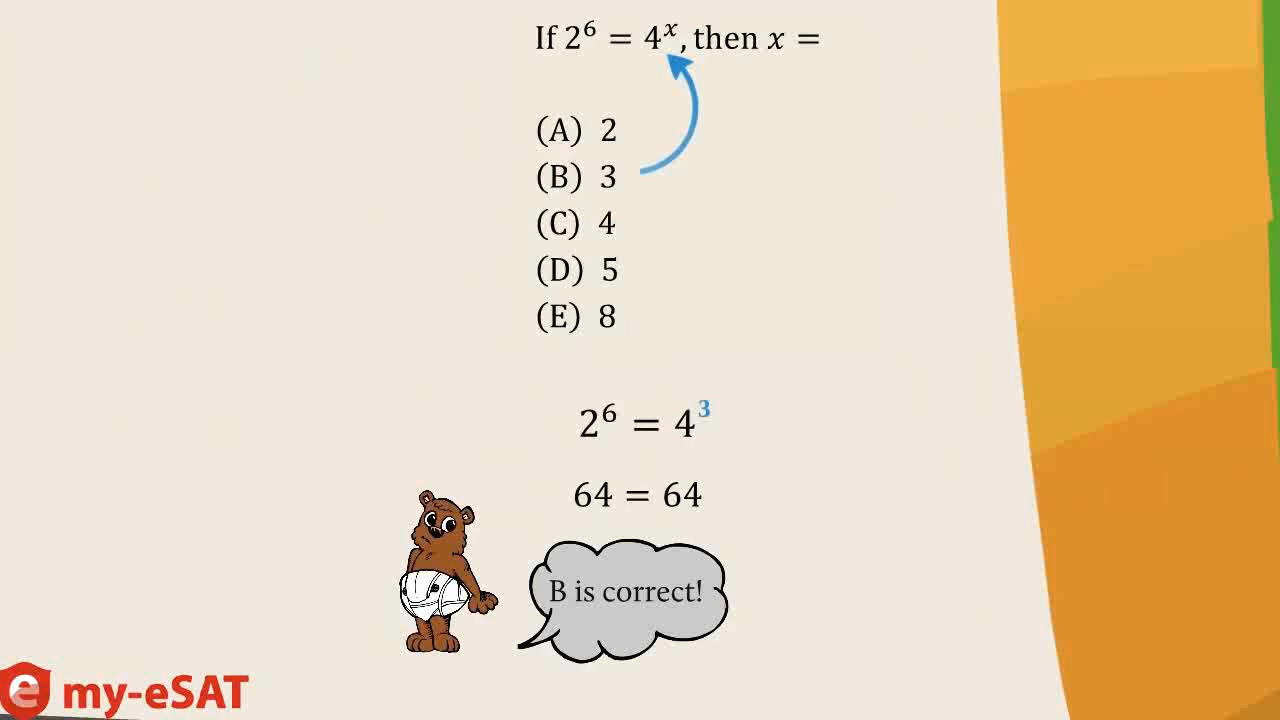 If 2⁶ = 4ˣ, then x =
(A) 2
(B) 3
(C) 4
(D) 5
(E) 8
2⁶ = 4³
64 = 64
B is correct!
e my-eSAT